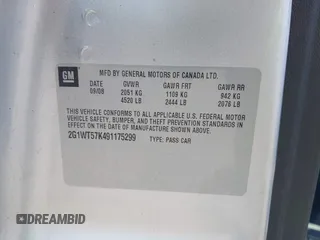 GM
MFD BY GENERAL MOTORS OF CANADA LTD.
DATE GVWR GAWR FRT GAWR RR
09/08 2051 KG 1109 KG 942 KG
4520 LB 2444 LB 2076 LB
THIS VEHICLE CONFORMS TO ALL APPLICABLE U.S. FEDERAL MOTOR
VEHICLE SAFETY, BUMPER, AND THEFT PREVENTION STANDARDS
IN EFFECT ON THE DATE OF MANUFACTURE SHOWN ABOVE.
2G1WT57K491175299 TYPE: PASS CAR
DREAMBID